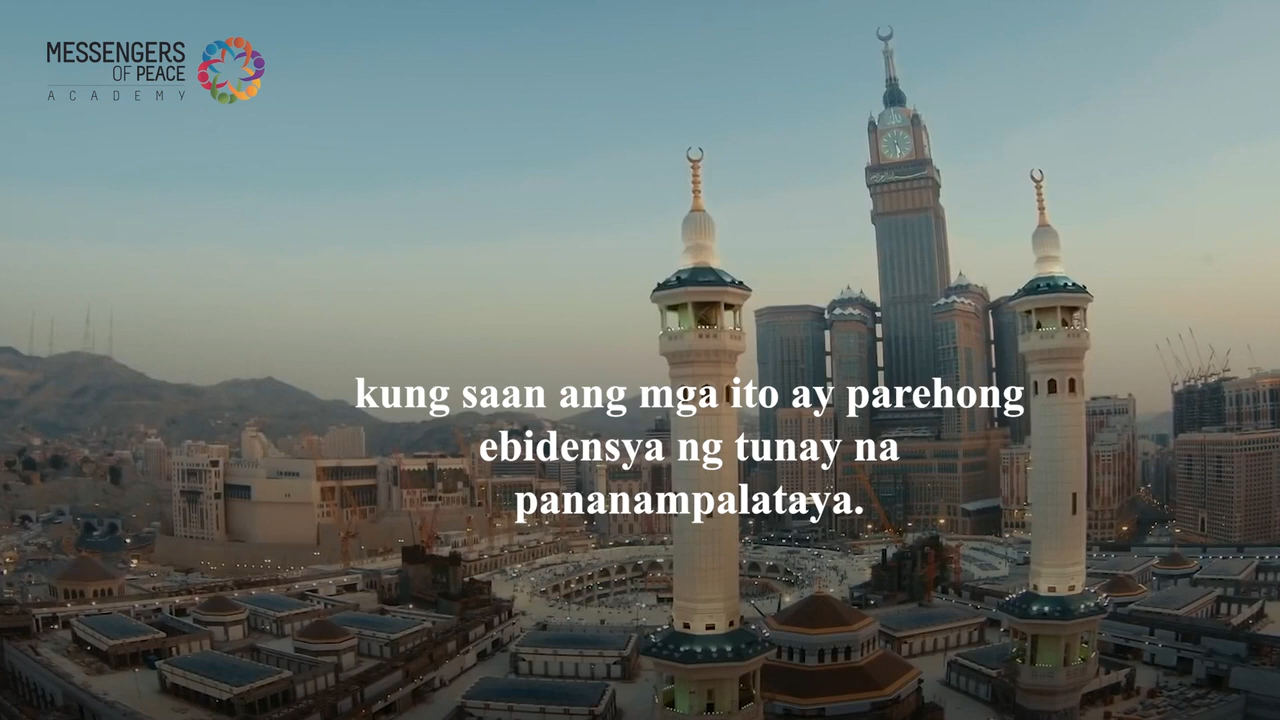 MESSENGERS
OF PEACE
ACADEMY
kung saan ang mga ito ay parehong
ebidensya ng tunay na
pananampalataya.